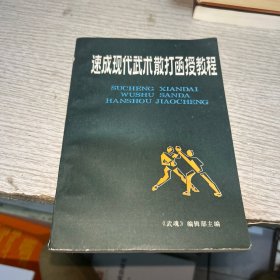 速成现代武术散打函授教程
SUCHENG XIANDAI
WUSHU SANDA
HANSHOU JIAOCHENG
《武魂》编辑部主编